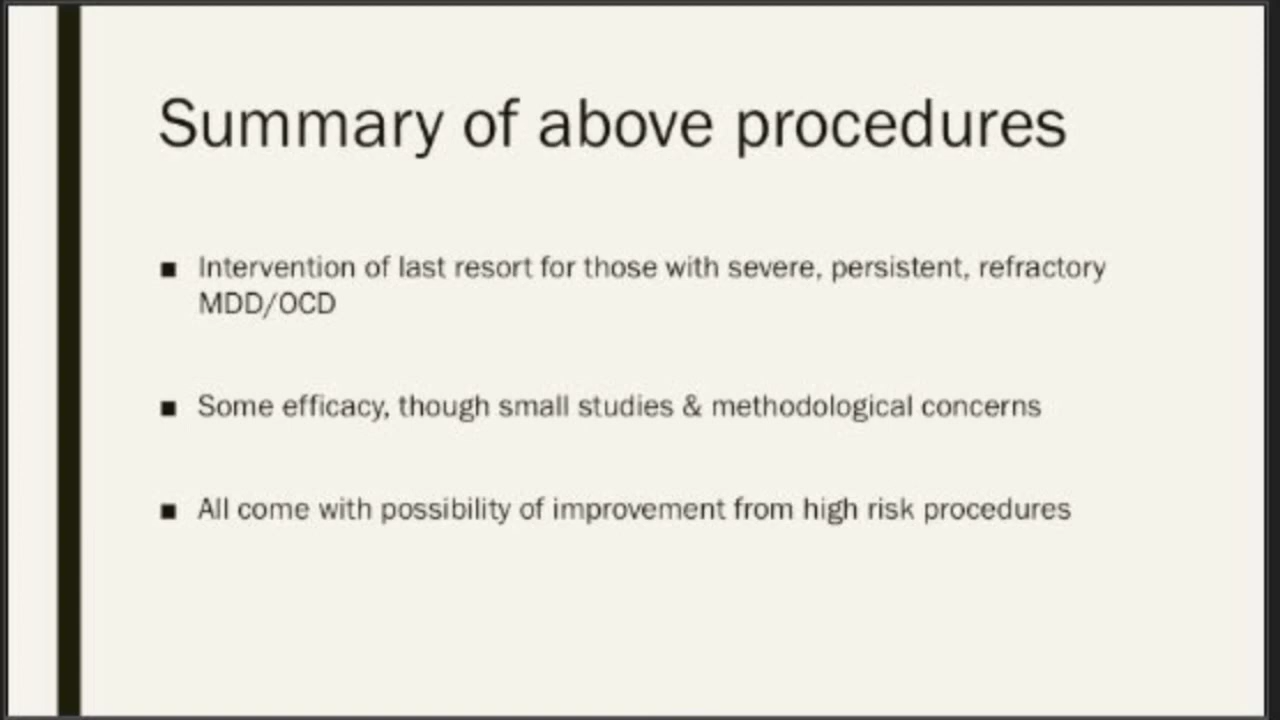 Summary of above procedures
■ Intervention of last resort for those with severe, persistent, refractory
MDD/OCD
■ Some efficacy, though small studies & methodological concerns
■ All come with possibility of improvement from high risk procedures